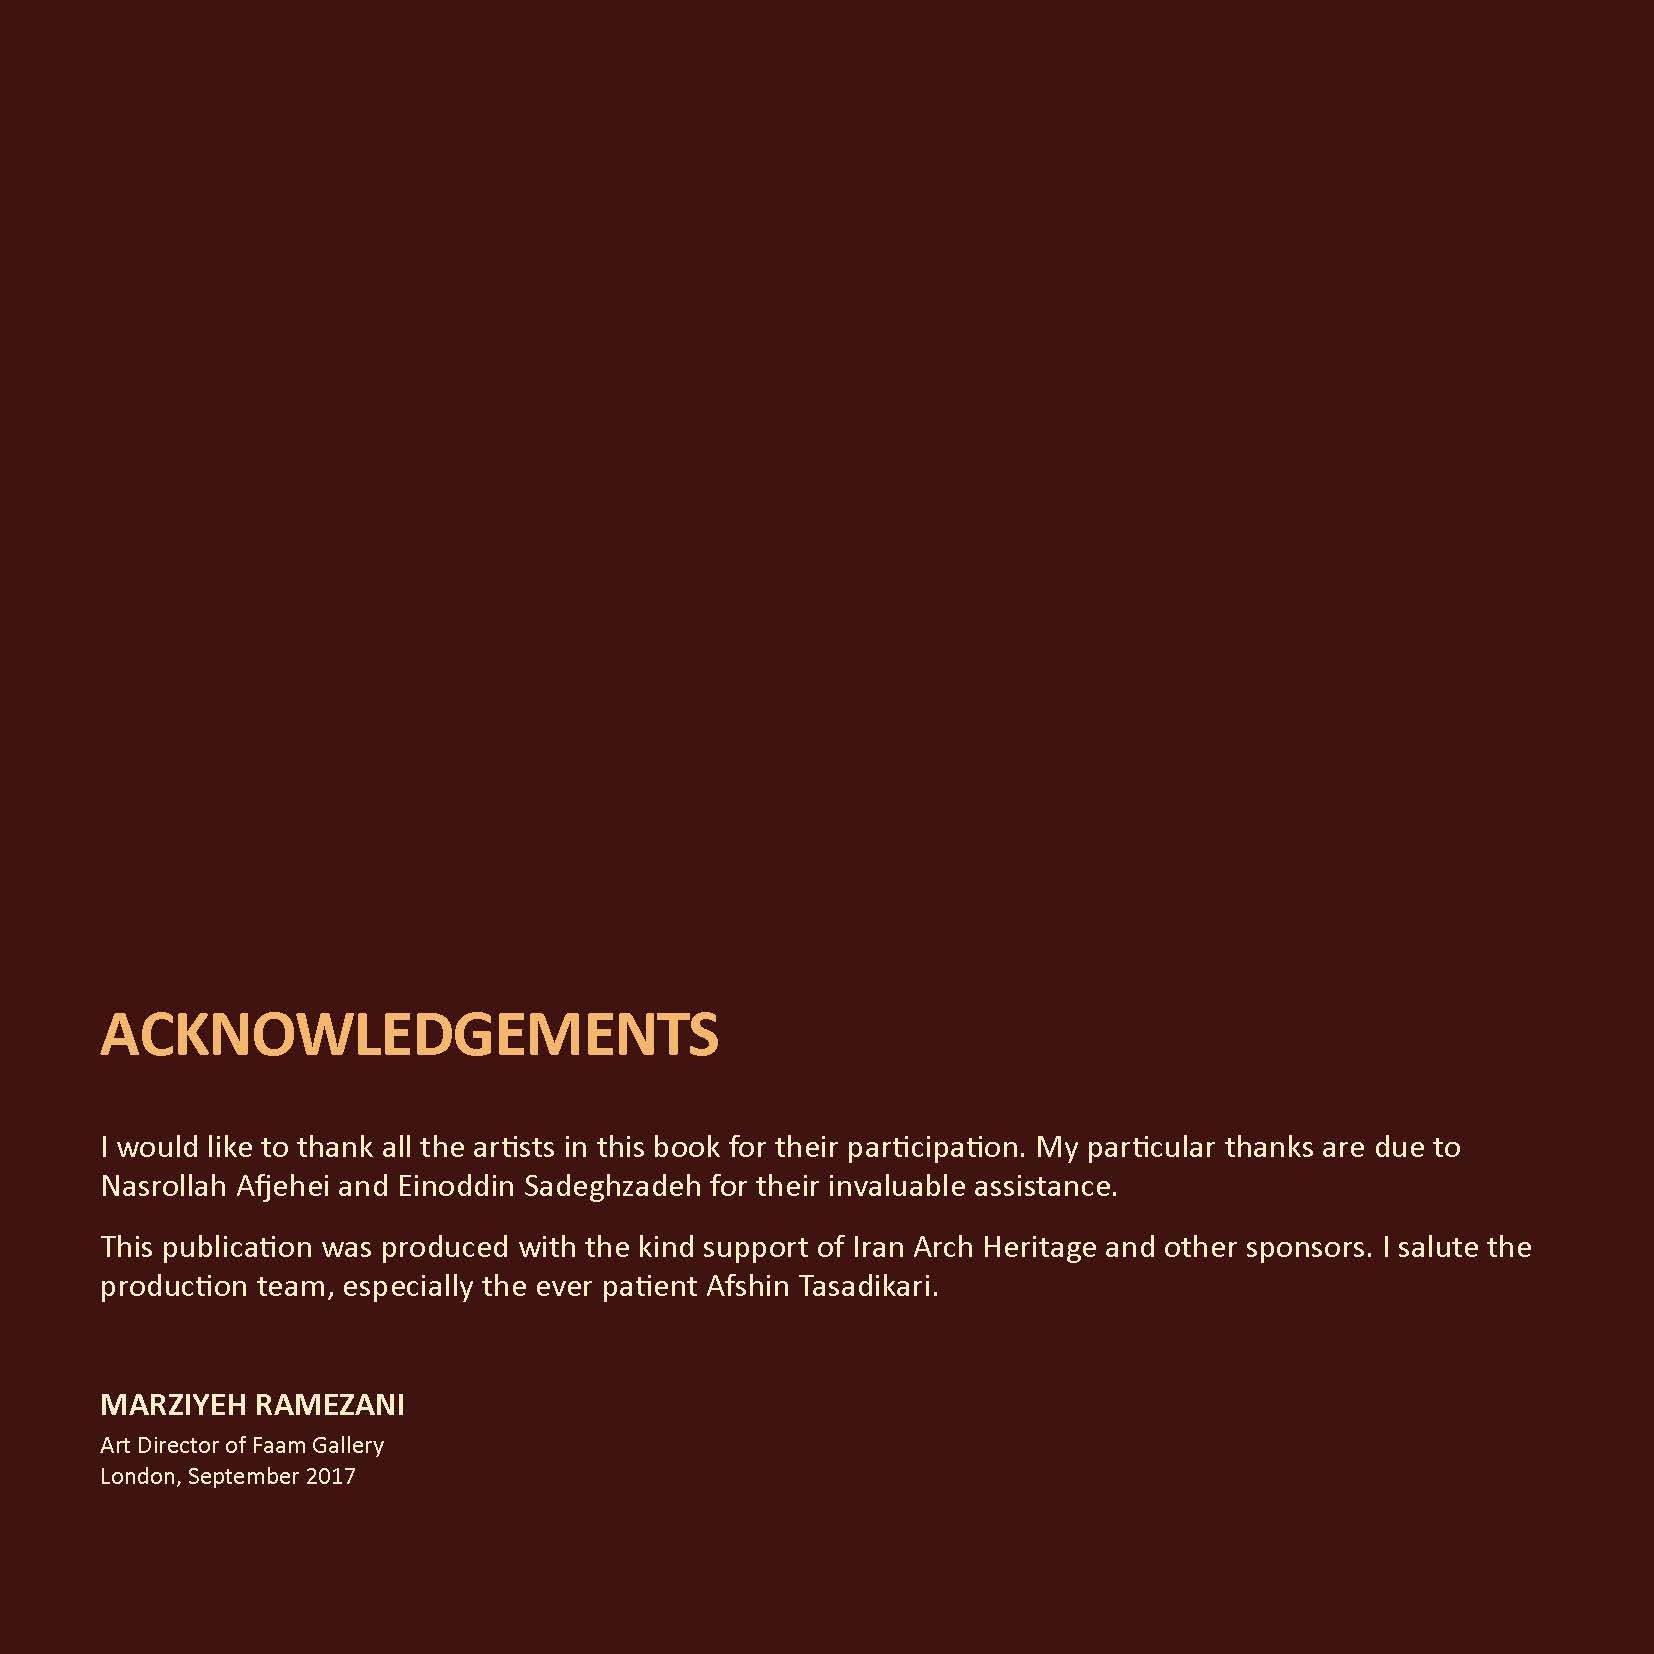 ACKNOWLEDGEMENTS
I would like to thank all the artists in this book for their participation. My particular thanks are due to
Nasrollah Afjehei and Einoddin Sadeghzadeh for their invaluable assistance.
This publication was produced with the kind support of Iran Arch Heritage and other sponsors. I salute the
production team, especially the ever patient Afshin Tasadikari.
MARZIYEH RAMEZANI
Art Director of Faam Gallery
London, September 2017